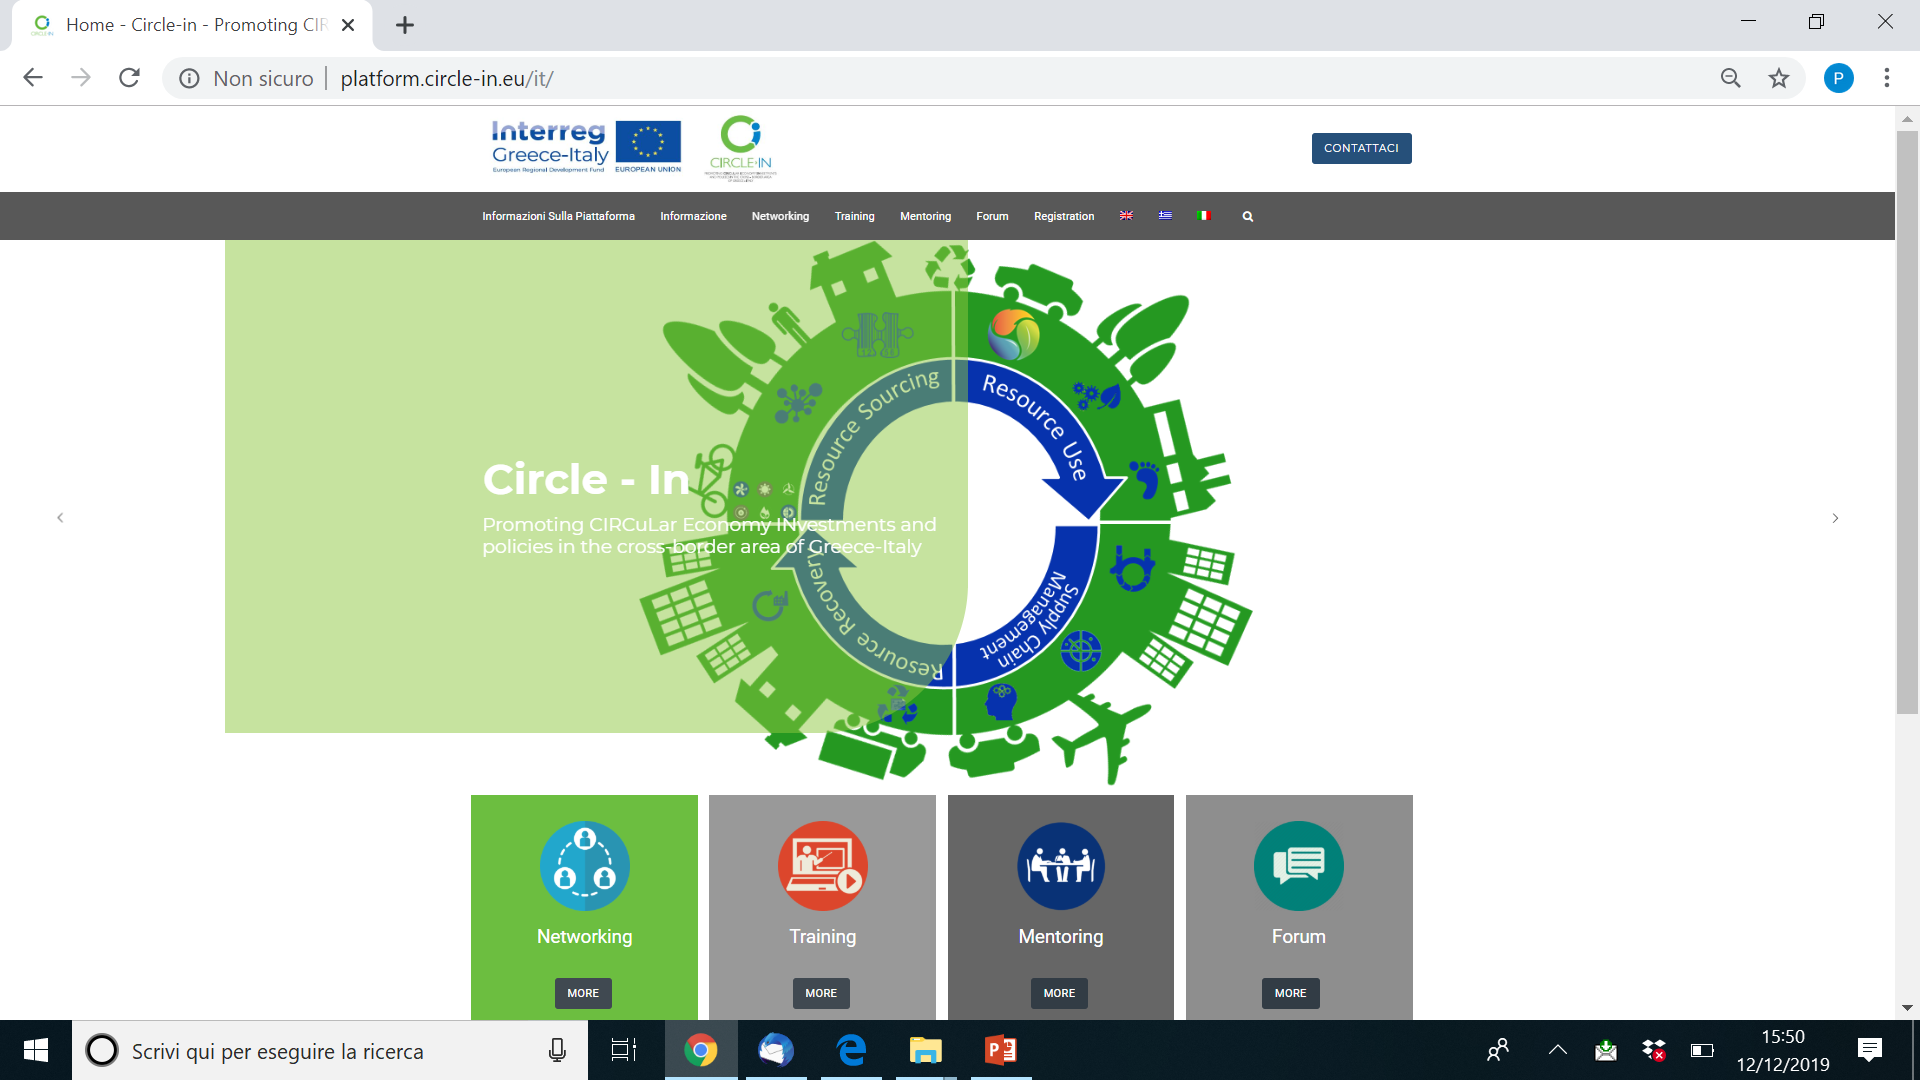 Home - Circle-in - Promoting CIR
Non sicuro
platform.circle-in.eu/it/
P
Interreg
Greece-Italy
European Regional Development Fund
EUROPEAN UNION
CIRCLE-IN
CONTATTACI
Informazioni Sulla Piattaforma
Informazione
Networking
Training
Mentoring
Forum
Registration
Resource Sourcing
Resource Use
Supply Chain
Management
Resource Recovery
Circle - In
Promoting CIRCuLar Economy INvestments and
policies in the cross-border area of Greece-Italy
Networking
MORE
Training
MORE
Mentoring
MORE
Forum
MORE
Scrivi qui per eseguire la ricerca
15:50
12/12/2019